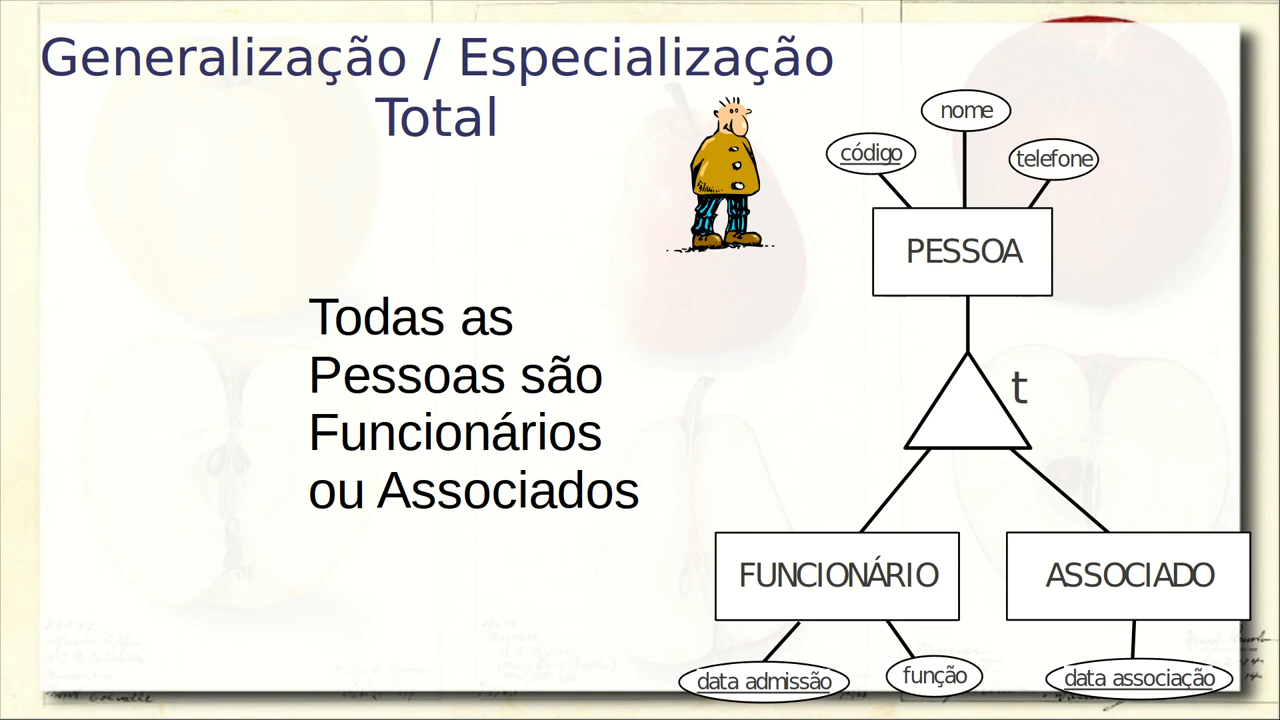 Generalização / Especialização
Total
nome
código
telefone
PESSOA
t
Todas as
Pessoas são
Funcionários
ou Associados
FUNCIONÁRIO
ASSOCIADO
data admissão
função
data associação